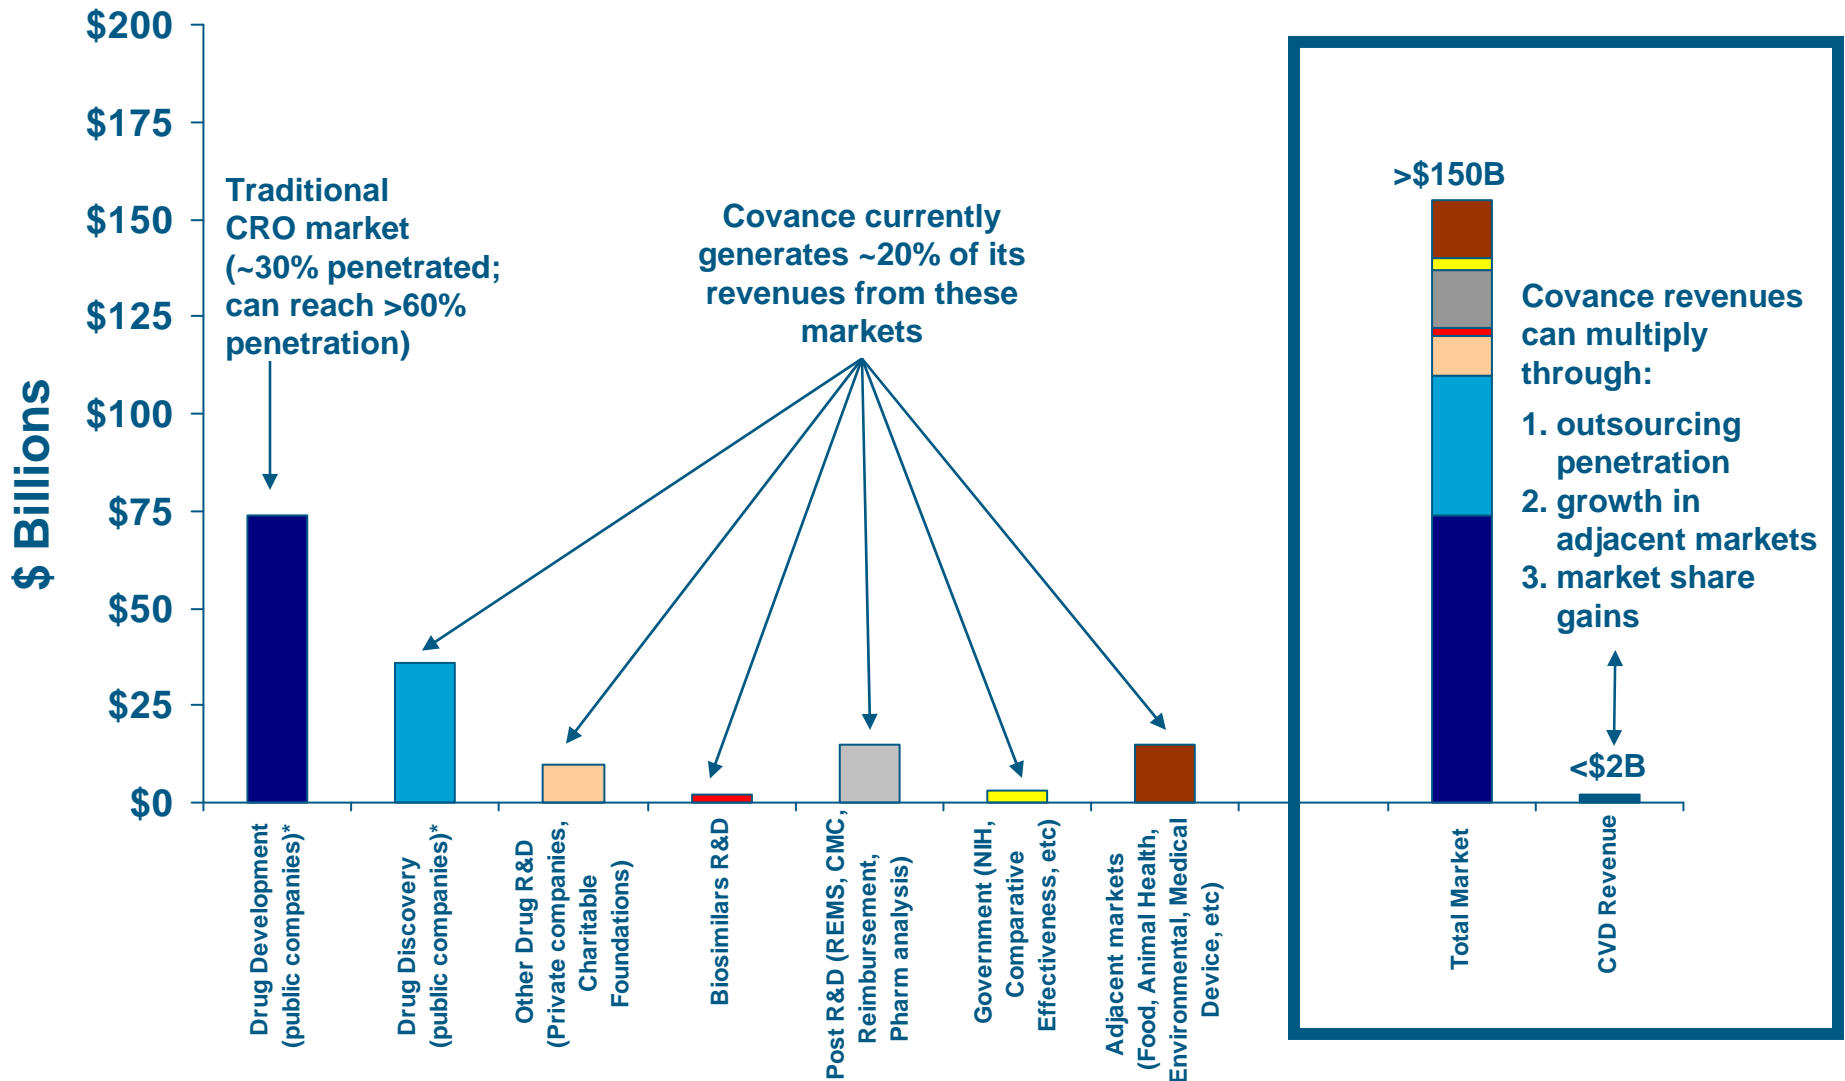 $200
$175
$150
$125
$100
$75
$50
$25
$0
$ Billions
Traditional
CRO market
(~30% penetrated;
can reach >60%
penetration)
Covance currently
generates ~20% of its
revenues from these
markets
>$150B
Covance revenues
can multiply
through:
1. outsourcing
penetration
2. growth in
adjacent markets
3. market share
gains
<$2B
Drug Development
(public companies)*
Drug Discovery
(public companies)*
Other Drug R&D
(Private companies,
Charitable
Foundations)
Biosimilars R&D
Post R&D (REMS, CMC,
Reimbursement,
Pharm analysis)
Government (NIH,
Comparative
Effectiveness, etc)
Adjacent markets
(Food, Animal Health,
Environmental, Medical
Device, etc)
Total Market
CVD Revenue